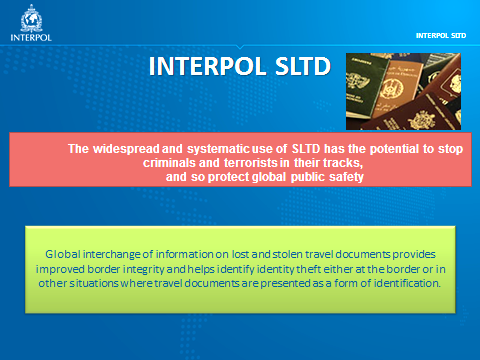 INTERPOL
INTERPOL SLTD
INTERPOL SLTD
The widespread and systematic use of SLTD has the potential to stop
criminals and terrorists in their tracks,
and so protect global public safety
Global interchange of information on lost and stolen travel documents provides
improved border integrity and helps identify identity theft either at the border or in
other situations where travel documents are presented as a form of identification.